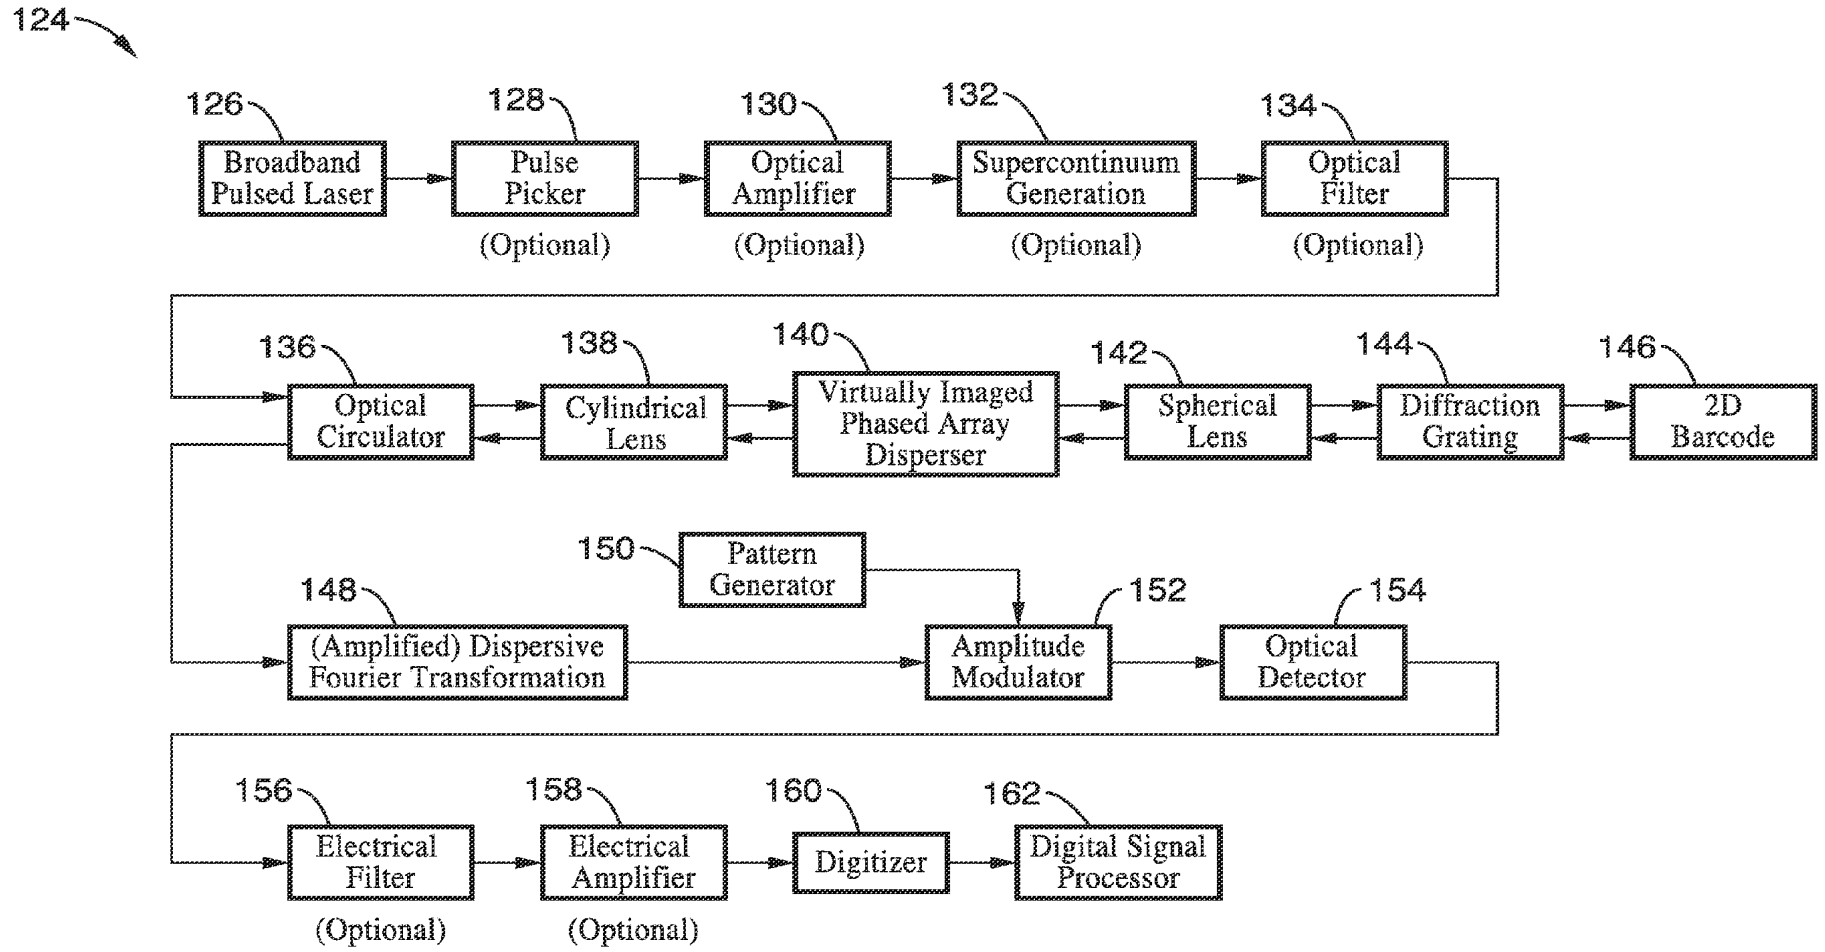 124
126
128
130
132
134
Broadband
Pulsed Laser
Pulse
Picker
Optical
Amplifier
Supercontinuum
Generation
Optical
Filter
(Optional)
(Optional)
(Optional)
(Optional)
136
138
140
142
144
146
Optical
Circulator
Cylindrical
Lens
Virtually Imaged
Phased Array
Disperser
Spherical
Lens
Diffraction
Grating
2D
Barcode
150
Pattern
Generator
148
152
154
(Amplified) Dispersive
Fourier Transformation
Amplitude
Modulator
Optical
Detector
156
158
160
162
Electrical
Filter
Electrical
Amplifier
Digitizer
Digital Signal
Processor
(Optional)
(Optional)